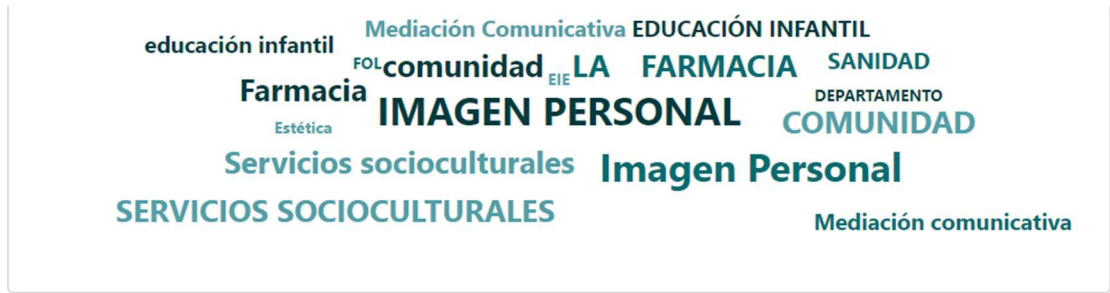 Mediación Comunicativa EDUCACIÓN INFANTIL
educación infantil
FOL comunidad EIE LA FARMACIA SANIDAD
Farmacia IMAGEN PERSONAL DEPARTAMENTO
Estética COMUNIDAD
Servicios socioculturales Imagen Personal
SERVICIOS SOCIOCULTURALES
Mediación comunicativa